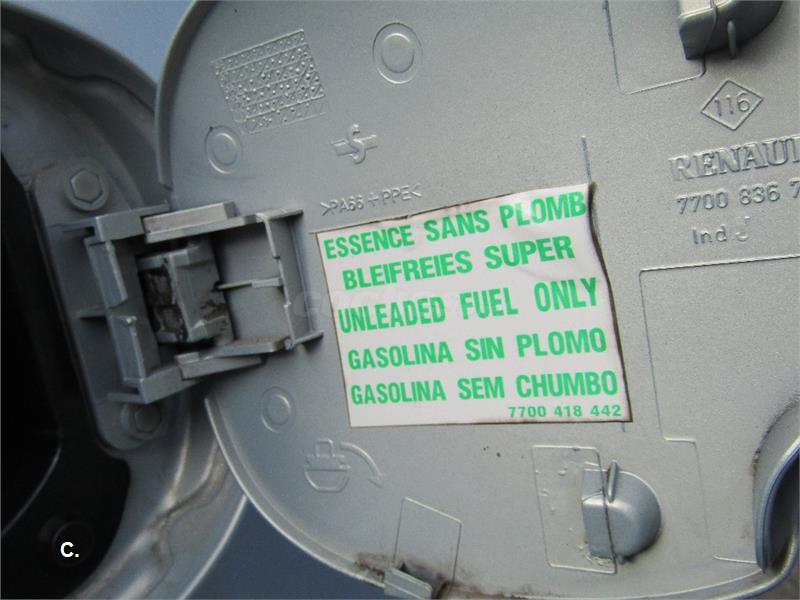 116
RENAUL
7700 836 7
Ind J
>PA66+PPE<
ESSENCE SANS PLOMB
BLEIFREIES SUPER
UNLEADED FUEL ONLY
GASOLINA SIN PLOMO
GASOLINA SEM CHUMBO
7700 418 442
C.